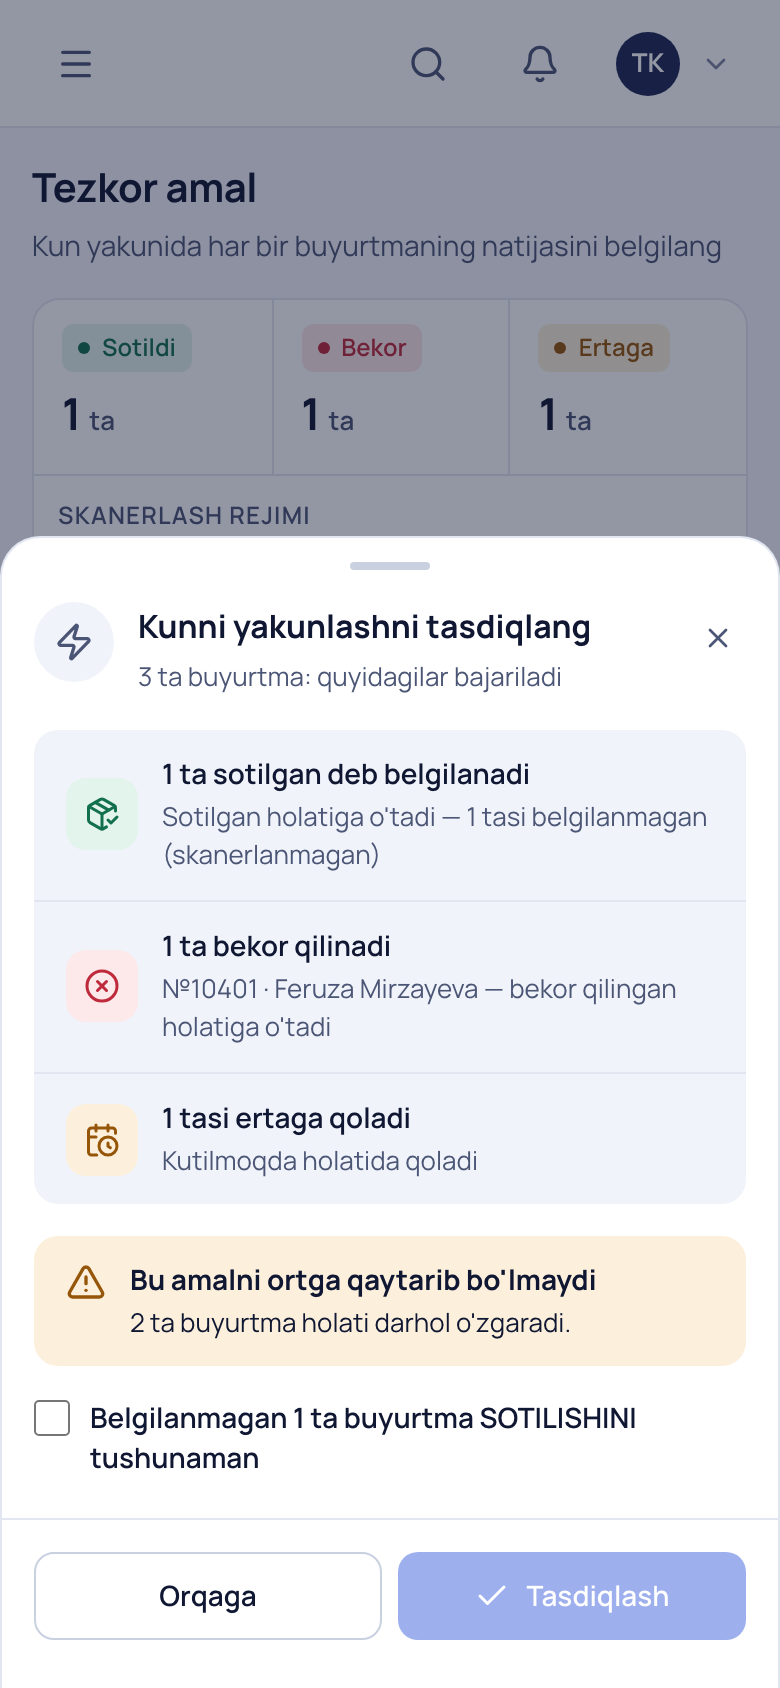 TK
Tezkor amal
Kun yakunida har bir buyurtmaning natijasini belgilang
Sotildi
Bekor
Ertaga
1 ta
1 ta
1 ta
SKANERLASH REJIMI
Kunni yakunlashni tasdiqlang
3 ta buyurtma: quyidagilar bajariladi
1 ta sotilgan deb belgilanadi
Sotilgan holatiga o'tadi — 1 tasi belgilanmagan
(skanerlanmagan)
1 ta bekor qilinadi
№10401 · Feruza Mirzayeva — bekor qilingan
holatiga o'tadi
1 tasi ertaga qoladi
Kutilmoqda holatida qoladi
Bu amalni ortga qaytarib bo'lmaydi
2 ta buyurtma holati darhol o'zgaradi.
Belgilanmagan 1 ta buyurtma SOTILISHINI
tushunaman
Orqaga
Tasdiqlash